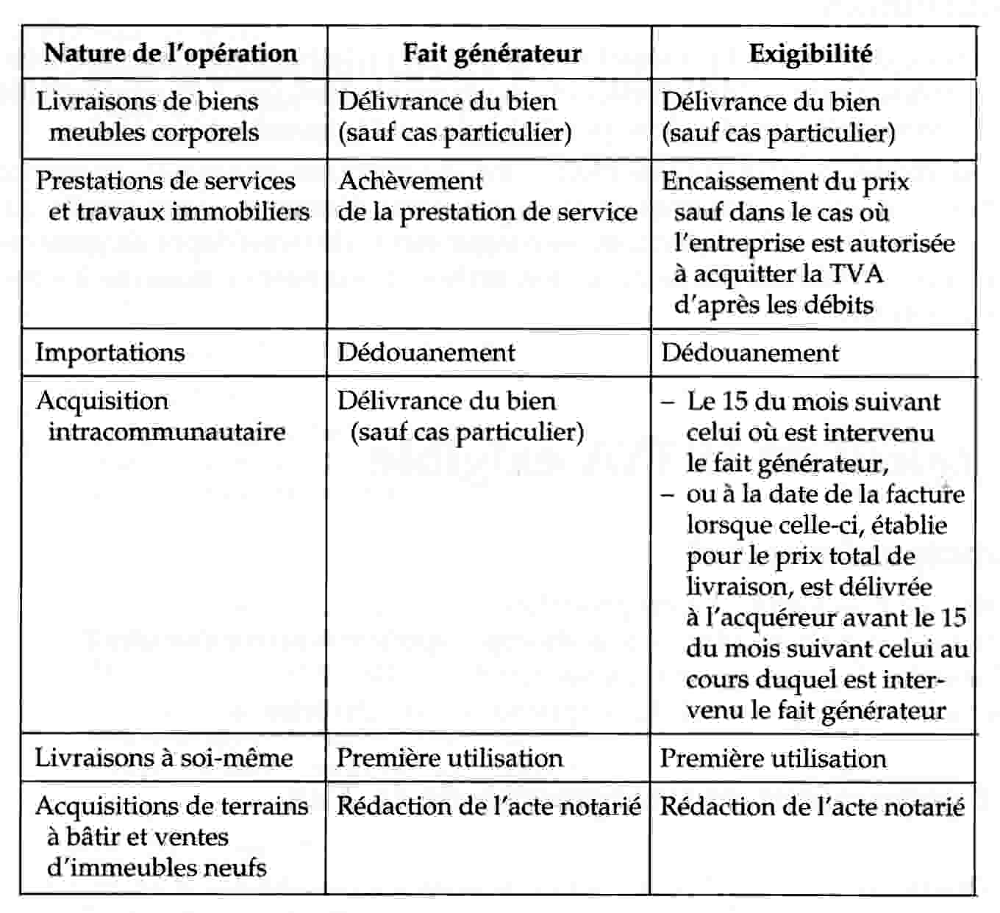 Nature de l'opération
Fait générateur
Exigibilité
Livraisons de biens
meubles corporels
Délivrance du bien
(sauf cas particulier)
Délivrance du bien
(sauf cas particulier)
Prestations de services
et travaux immobiliers
Achèvement
de la prestation de service
Encaissement du prix
sauf dans le cas où
l'entreprise est autorisée
à acquitter la TVA
d'après les débits
Importations
Dédouanement
Dédouanement
Acquisition
intracommunautaire
Délivrance du bien
(sauf cas particulier)
– Le 15 du mois suivant
celui où est intervenu
le fait générateur,
– ou à la date de la facture
lorsque celle-ci, établie
pour le prix total de
livraison, est délivrée
à l'acquéreur avant le 15
du mois suivant celui au
cours duquel est inter-
venu le fait générateur
Livraisons à soi-même
Première utilisation
Première utilisation
Acquisitions de terrains
à bâtir et ventes
d'immeubles neufs
Rédaction de l'acte notarié
Rédaction de l'acte notarié